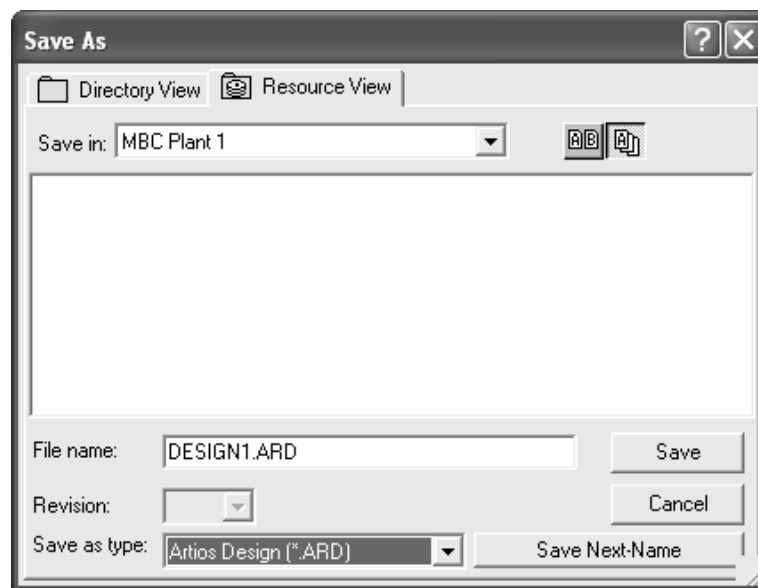 Save As
Directory View Resource View
Save in: MBC Plant 1
File name: DESIGN1.ARD Save
Revision: Cancel
Save as type: Artios Design (*.ARD) Save Next-Name